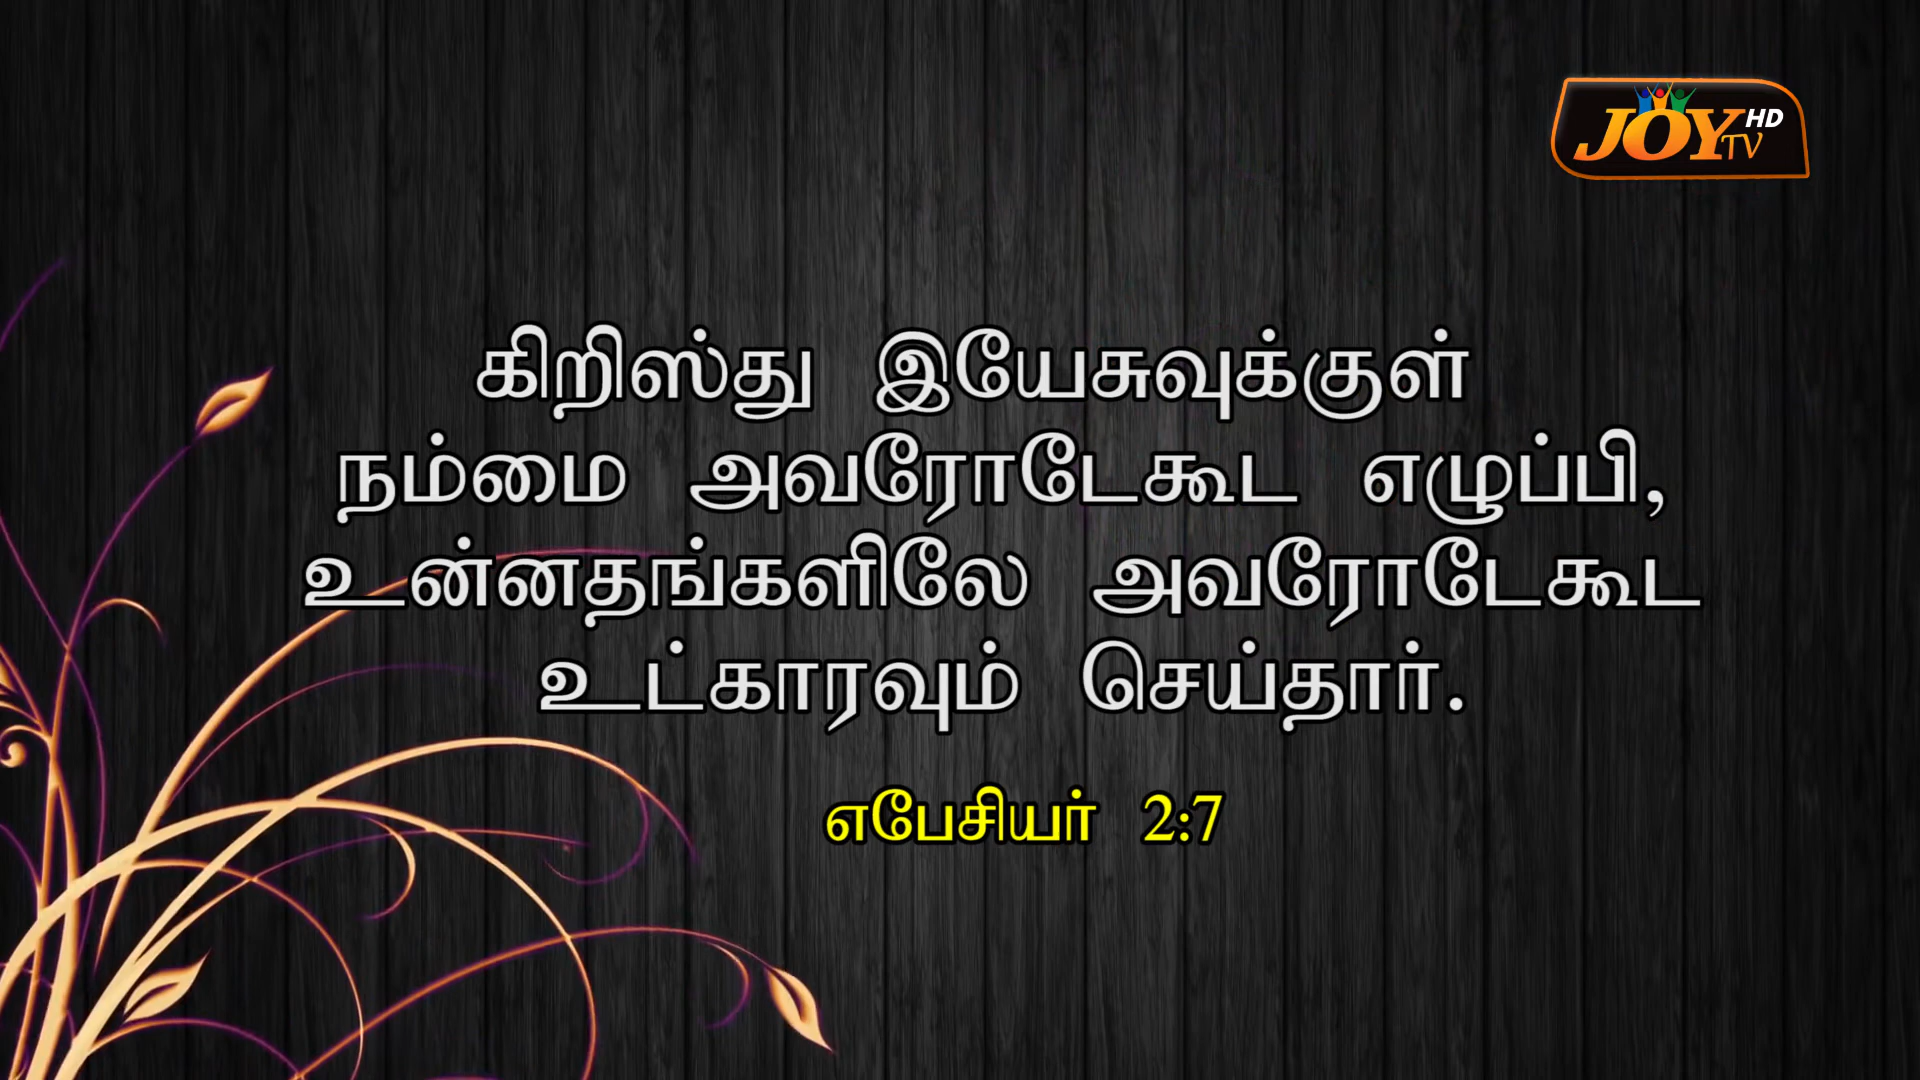 JOY HD
TV
கிறிஸ்து இயேசுவுக்குள்
நம்மை அவரோடேகூட எழுப்பி,
உன்னதங்களிலே அவரோடேகூட
உட்காரவும் செய்தார்.
எபேசியர் 2:7